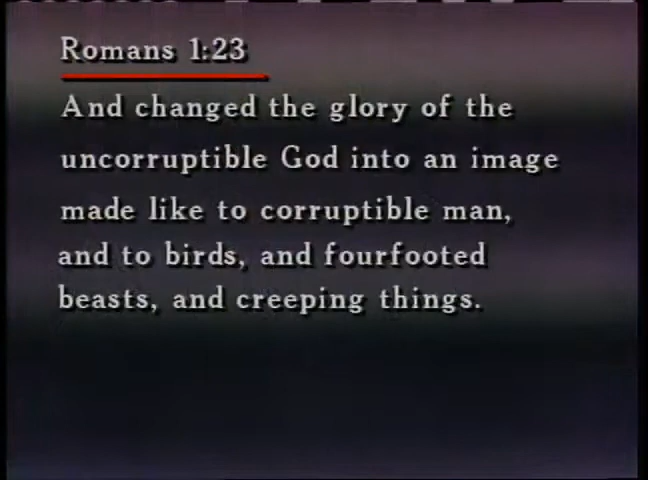 Romans 1:23
And changed the glory of the
uncorruptible God into an image
made like to corruptible man,
and to birds, and fourfooted
beasts, and creeping things.